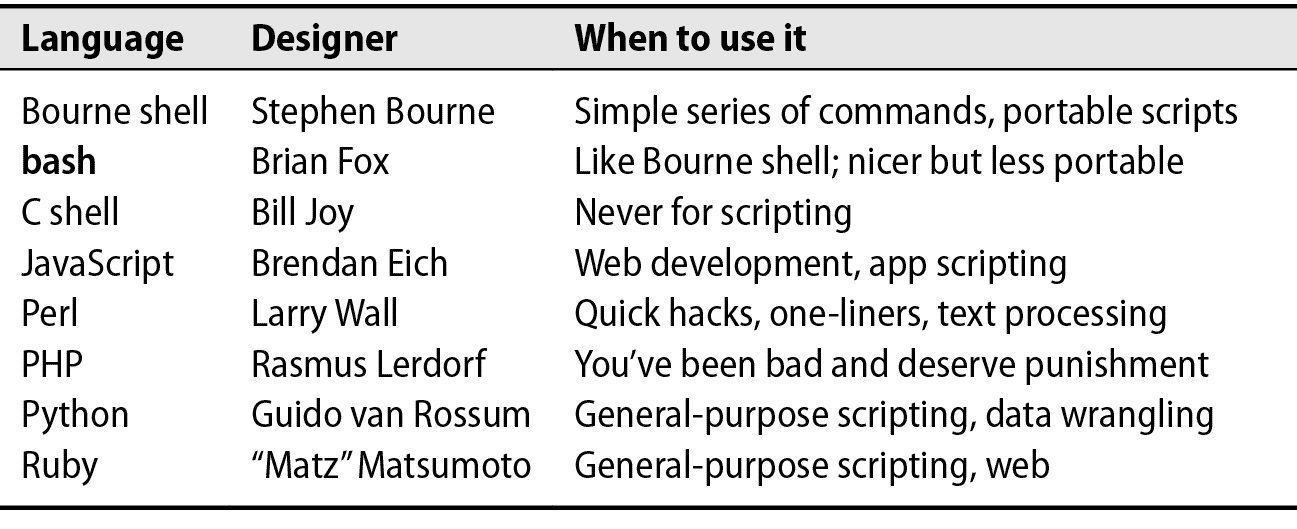 Language Designer When to use it
Bourne shell Stephen Bourne Simple series of commands, portable scripts
bash Brian Fox Like Bourne shell; nicer but less portable
C shell Bill Joy Never for scripting
JavaScript Brendan Eich Web development, app scripting
Perl Larry Wall Quick hacks, one-liners, text processing
PHP Rasmus Lerdorf You’ve been bad and deserve punishment
Python Guido van Rossum General-purpose scripting, data wrangling
Ruby “Matz” Matsumoto General-purpose scripting, web